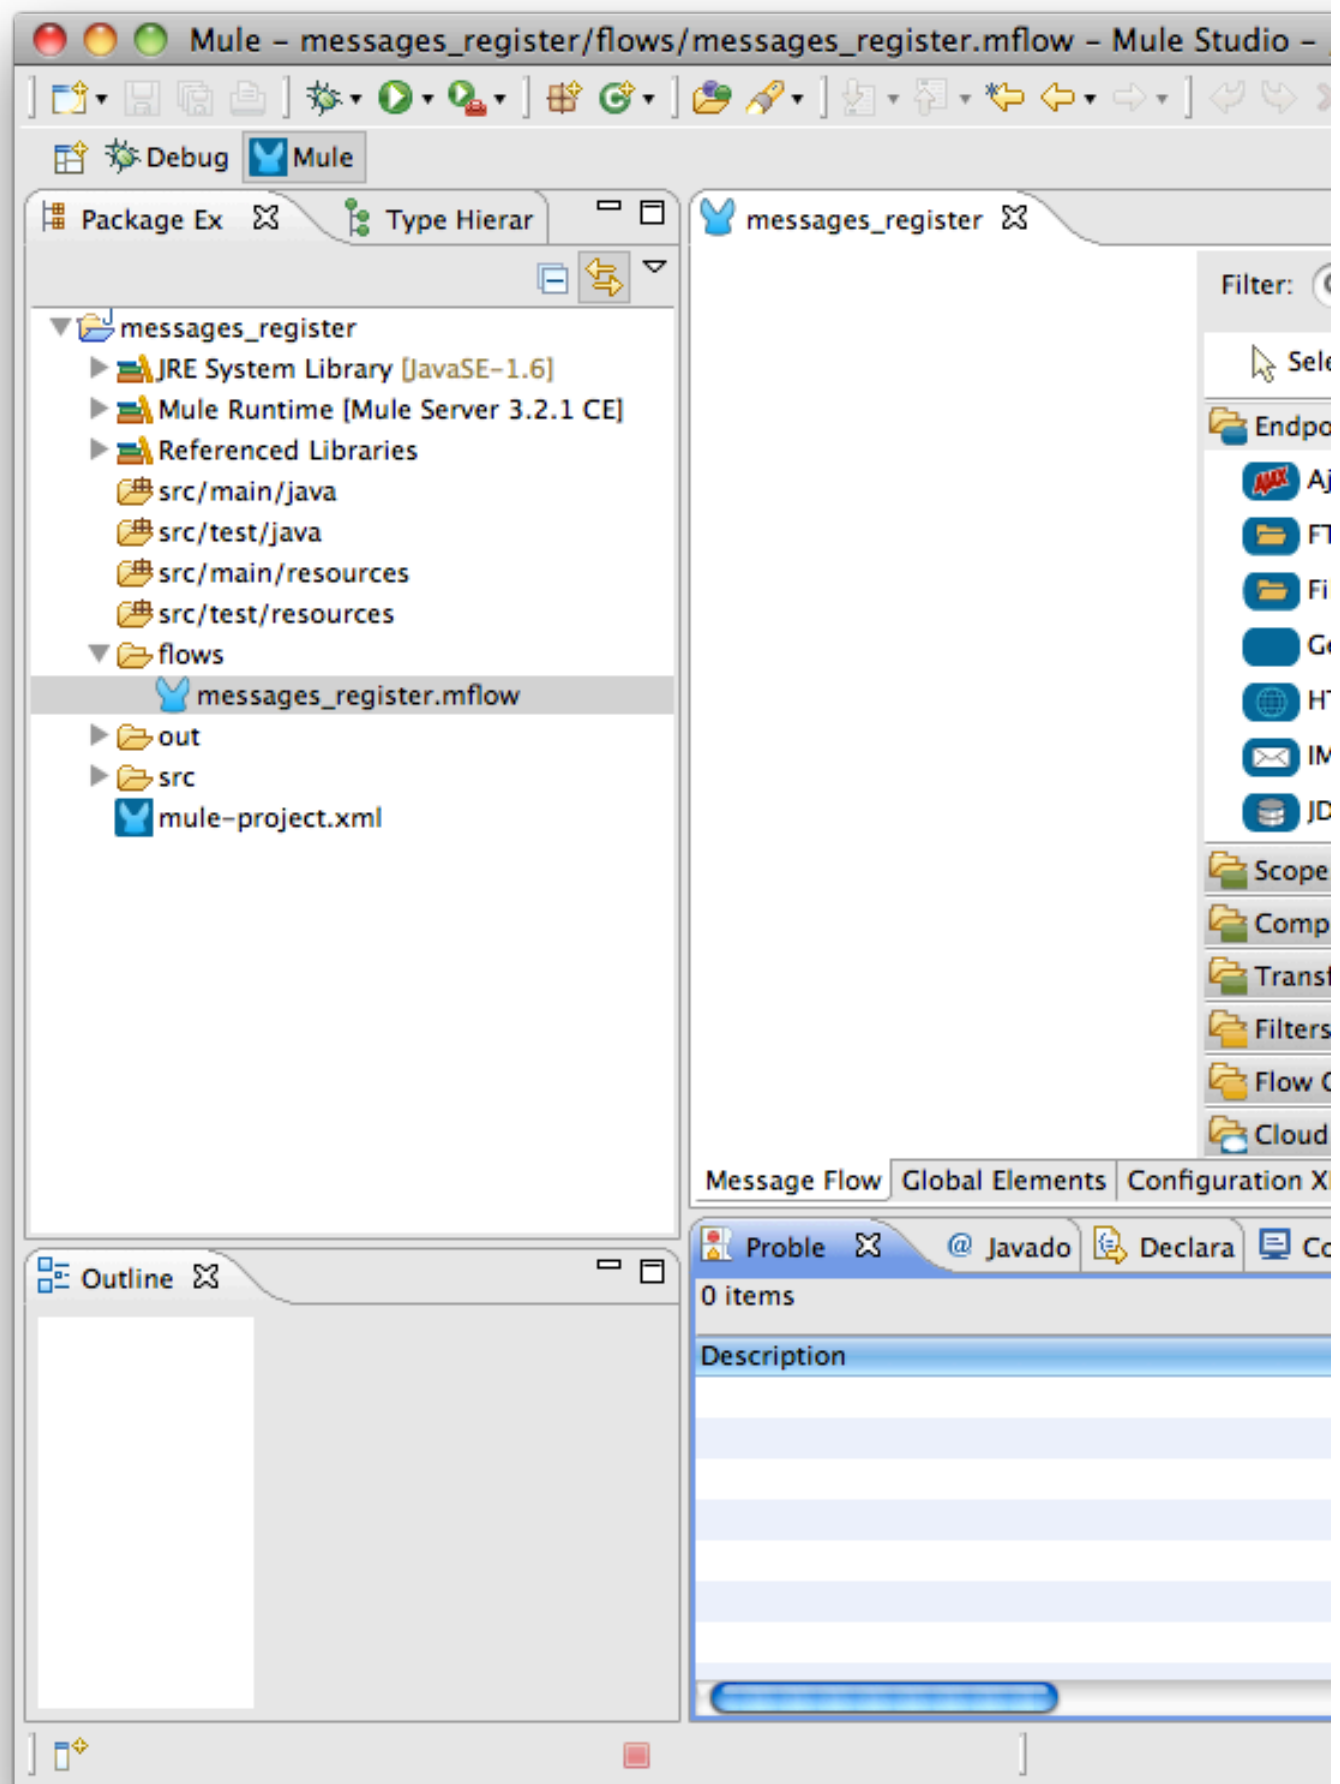 Mule – messages_register/flows/messages_register.mflow – Mule Studio –
Debug
Mule
Package Ex
Type Hierar
messages_register
JRE System Library [JavaSE-1.6]
Mule Runtime [Mule Server 3.2.1 CE]
Referenced Libraries
src/main/java
src/test/java
src/main/resources
src/test/resources
flows
messages_register.mflow
out
src
mule-project.xml
Outline
messages_register
Filter:
Sele
Endpo
AJAX Aj
FT
Fi
Ge
HT
IM
JD
Scope
Comp
Transf
Filters
Flow C
Cloud
Message Flow
Global Elements
Configuration X
Proble
@ Javado
Declara
Co
0 items
Description